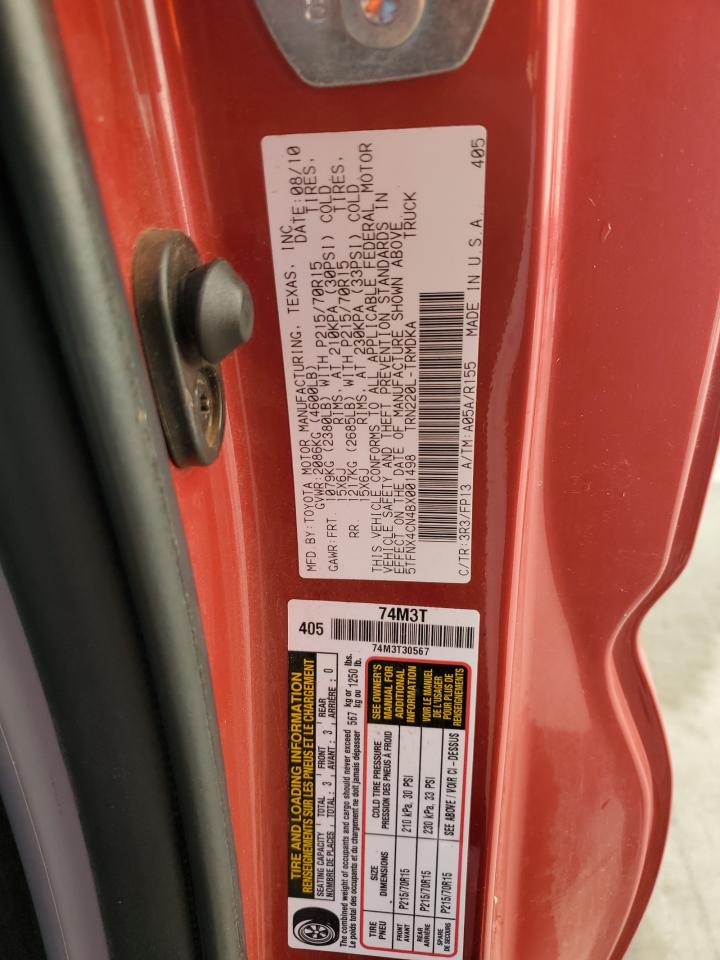 MFD BY: TOYOTA MOTOR MANUFACTURING, TEXAS, INC.
GVWR: 2086KG (4600LB) DATE: 08/10
GAWR: FRT. 1079KG (2380LB) WITH P215/70R15 TIRES,
15X6J RIMS, AT 210KPA (30PSI) COLD
RR. 1217KG (2685LB) WITH P215/70R15 TIRES,
15X6J RIMS, AT 230KPA (33PSI) COLD
THIS VEHICLE CONFORMS TO ALL APPLICABLE FEDERAL MOTOR
VEHICLE SAFETY AND THEFT PREVENTION STANDARDS IN
EFFECT ON THE DATE OF MANUFACTURE SHOWN ABOVE.
5TFNX4CN4BX001498 TRN220L-TRMDKA TRUCK
C/TR: 3R3/FP13 A/TM: A05A/R155 MADE IN U.S.A. 405
74M3T
405
74M3T30567
TIRE AND LOADING INFORMATION
RENSEIGNEMENTS SUR LES PNEUS ET LE CHARGEMENT
SEATING CAPACITY TOTAL : 3 FRONT : 3 REAR : 0
NOMBRE DE PLACES TOTAL : 3 AVANT : 3 ARRIÈRE : 0
The combined weight of occupants and cargo should never exceed 567 kg or 1250 lbs.
Le poids total des occupants et du chargement ne doit jamais dépasser 567 kg ou 1250 lb.
TIRE SIZE COLD TIRE PRESSURE
PNEU DIMENSIONS PRESSION DES PNEUS À FROID
FRONT AVANT P215/70R15 210 kPa, 30 PSI
REAR ARRIÈRE P215/70R15 230 kPa, 33 PSI
SPARE DE SECOURS P215/70R15 SEE ABOVE / VOIR CI-DESSUS
SEE OWNER'S
MANUAL FOR
ADDITIONAL
INFORMATION
VOIR LE MANUEL
DE L'USAGER
POUR PLUS DE
RENSEIGNEMENTS